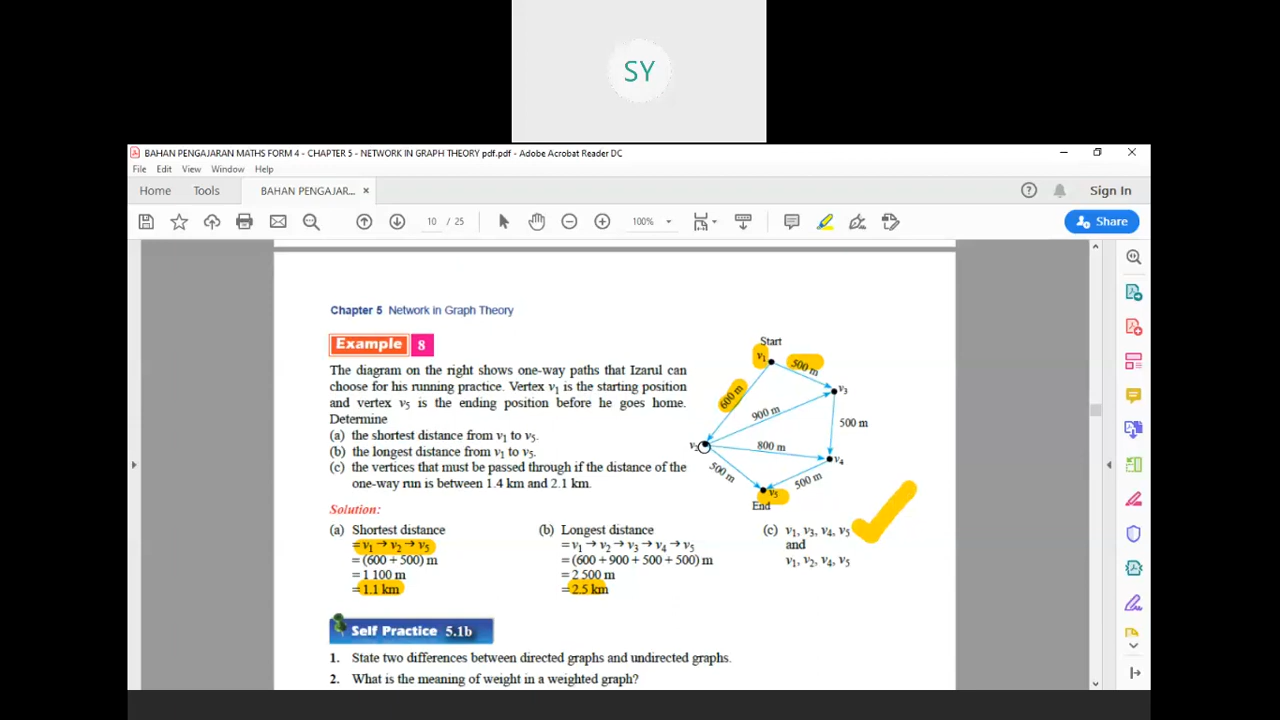 SY
BAHAN PENGAJARAN MATHS FORM 4 - CHAPTER 5 - NETWORK IN GRAPH THEORY pdf.pdf - Adobe Acrobat Reader DC
File Edit View Window Help
Home Tools BAHAN PENGAJAR... × Sign In
10 / 25 100% Share
Chapter 5 Network in Graph Theory
Example 8
The diagram on the right shows one-way paths that Izarul can
choose for his running practice. Vertex v₁ is the starting position
and vertex v₅ is the ending position before he goes home.
Determine
(a) the shortest distance from v₁ to v₅.
(b) the longest distance from v₁ to v₅.
(c) the vertices that must be passed through if the distance of the
one-way run is between 1.4 km and 2.1 km.
Start
v₁
500 m
600 m
v₃
900 m
500 m
v₂
800 m
v₄
500 m
500 m
v₅
End
Solution:
(a) Shortest distance
= v₁ → v₂ → v₅
= (600 + 500) m
= 1 100 m
= 1.1 km
(b) Longest distance
= v₁ → v₂ → v₃ → v₄ → v₅
= (600 + 900 + 500 + 500) m
= 2 500 m
= 2.5 km
(c) v₁, v₃, v₄, v₅
and
v₁, v₂, v₄, v₅
Self Practice 5.1b
1. State two differences between directed graphs and undirected graphs.
2. What is the meaning of weight in a weighted graph?